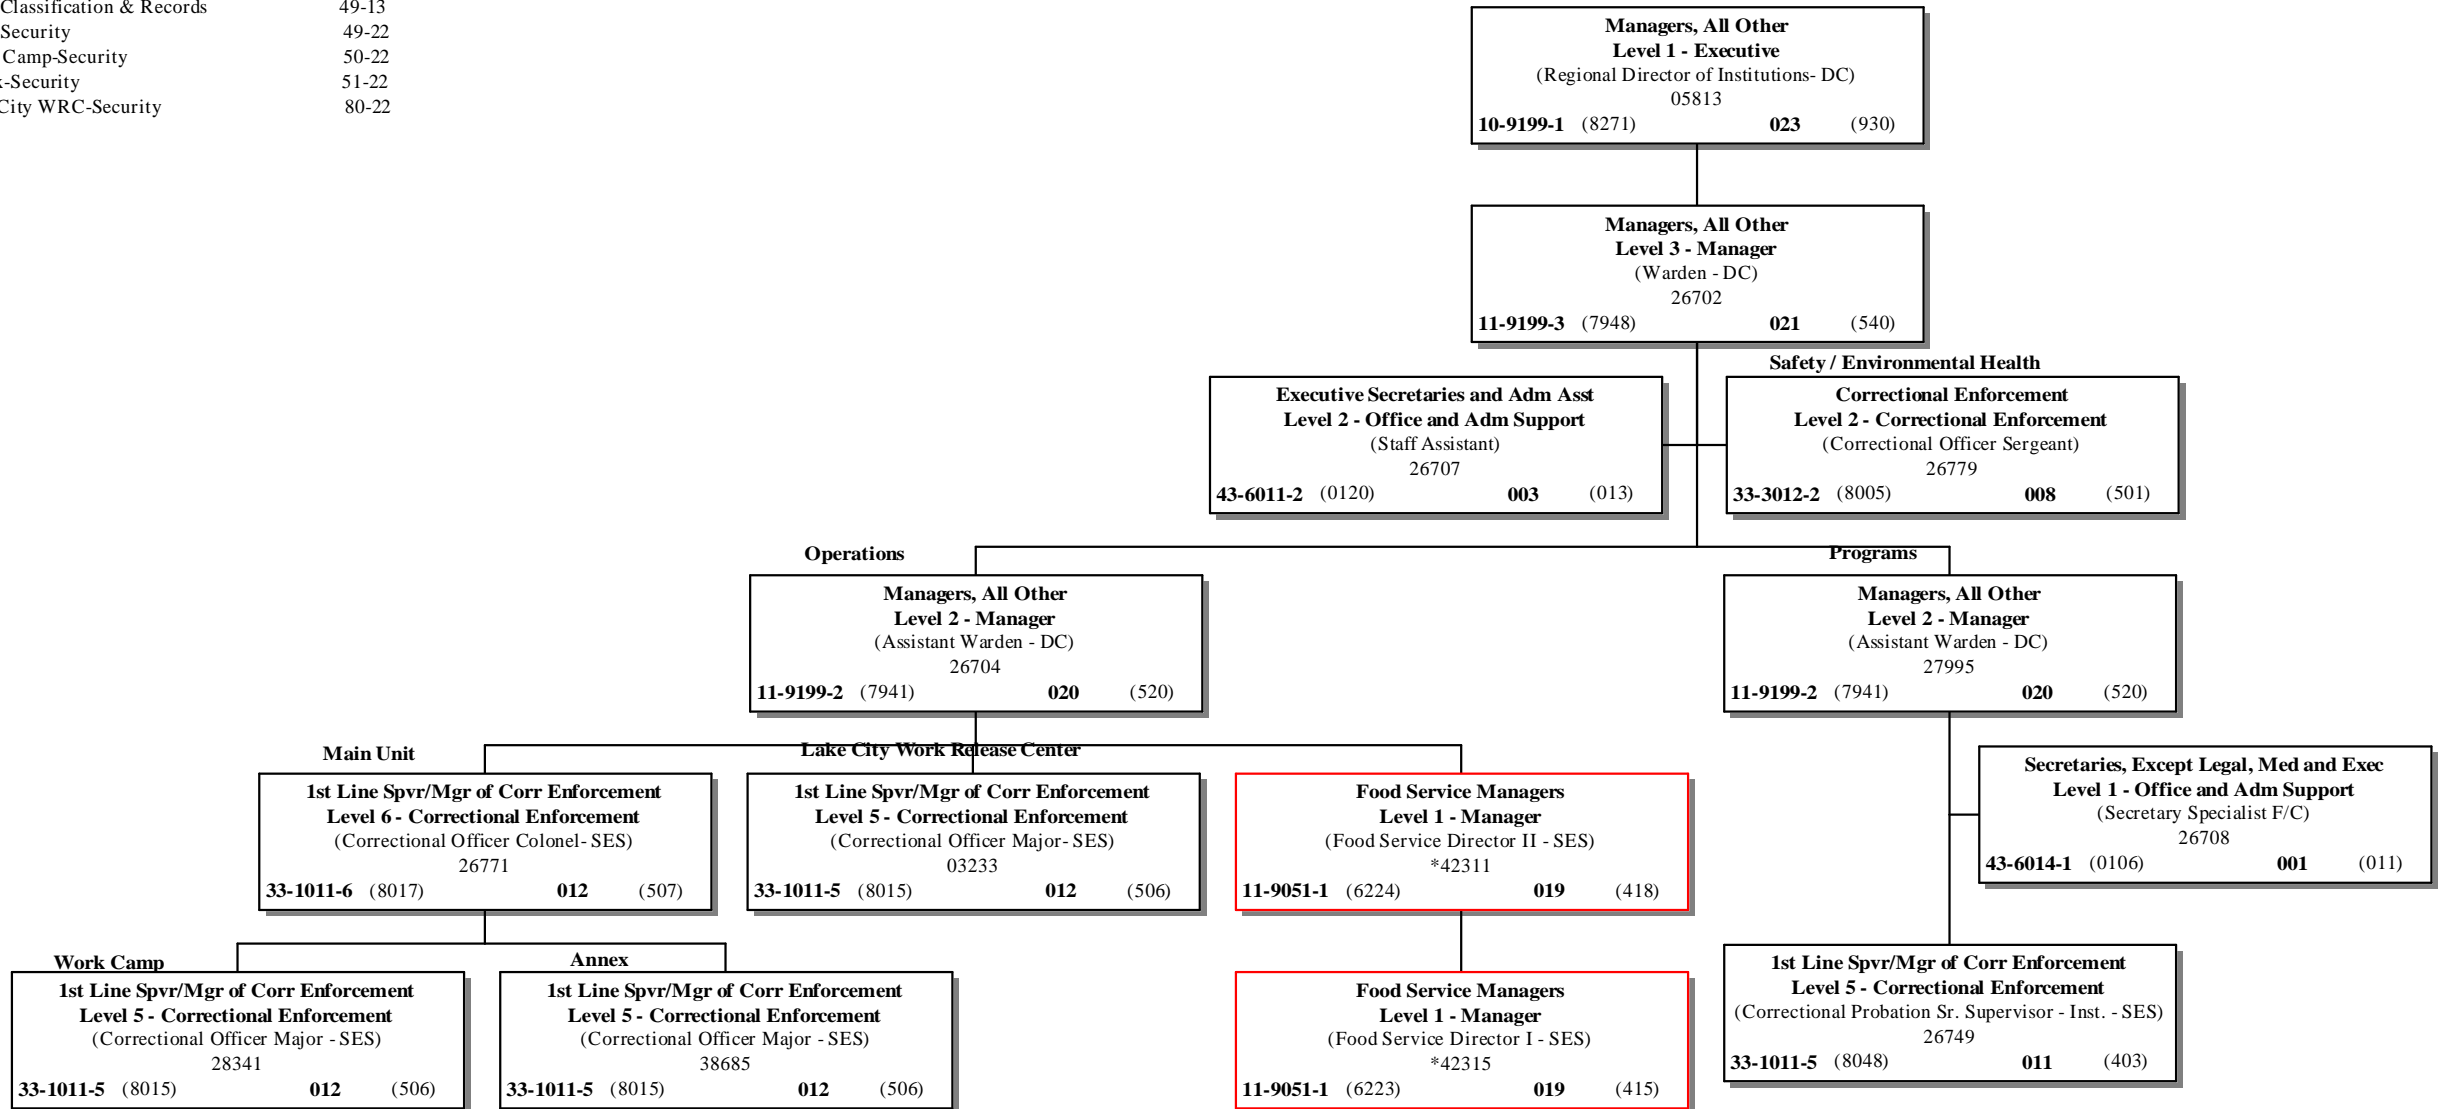 Classification & Records 49-13
Security 49-22
Camp-Security 50-22
-Security 51-22
City WRC-Security 80-22
Managers, All Other
Level 1 - Executive
(Regional Director of Institutions- DC)
05813
10-9199-1 (8271) 023 (930)
Managers, All Other
Level 3 - Manager
(Warden - DC)
26702
11-9199-3 (7948) 021 (540)
Executive Secretaries and Adm Asst
Level 2 - Office and Adm Support
(Staff Assistant)
26707
43-6011-2 (0120) 003 (013)
Safety / Environmental Health
Correctional Enforcement
Level 2 - Correctional Enforcement
(Correctional Officer Sergeant)
26779
33-3012-2 (8005) 008 (501)
Operations
Managers, All Other
Level 2 - Manager
(Assistant Warden - DC)
26704
11-9199-2 (7941) 020 (520)
Programs
Managers, All Other
Level 2 - Manager
(Assistant Warden - DC)
27995
11-9199-2 (7941) 020 (520)
Main Unit
1st Line Spvr/Mgr of Corr Enforcement
Level 6 - Correctional Enforcement
(Correctional Officer Colonel- SES)
26771
33-1011-6 (8017) 012 (507)
Lake City Work Release Center
1st Line Spvr/Mgr of Corr Enforcement
Level 5 - Correctional Enforcement
(Correctional Officer Major- SES)
03233
33-1011-5 (8015) 012 (506)
Food Service Managers
Level 1 - Manager
(Food Service Director II - SES)
*42311
11-9051-1 (6224) 019 (418)
Secretaries, Except Legal, Med and Exec
Level 1 - Office and Adm Support
(Secretary Specialist F/C)
26708
43-6014-1 (0106) 001 (011)
Work Camp
1st Line Spvr/Mgr of Corr Enforcement
Level 5 - Correctional Enforcement
(Correctional Officer Major - SES)
28341
33-1011-5 (8015) 012 (506)
Annex
1st Line Spvr/Mgr of Corr Enforcement
Level 5 - Correctional Enforcement
(Correctional Officer Major - SES)
38685
33-1011-5 (8015) 012 (506)
Food Service Managers
Level 1 - Manager
(Food Service Director I - SES)
*42315
11-9051-1 (6223) 019 (415)
1st Line Spvr/Mgr of Corr Enforcement
Level 5 - Correctional Enforcement
(Correctional Probation Sr. Supervisor - Inst. - SES)
26749
33-1011-5 (8048) 011 (403)